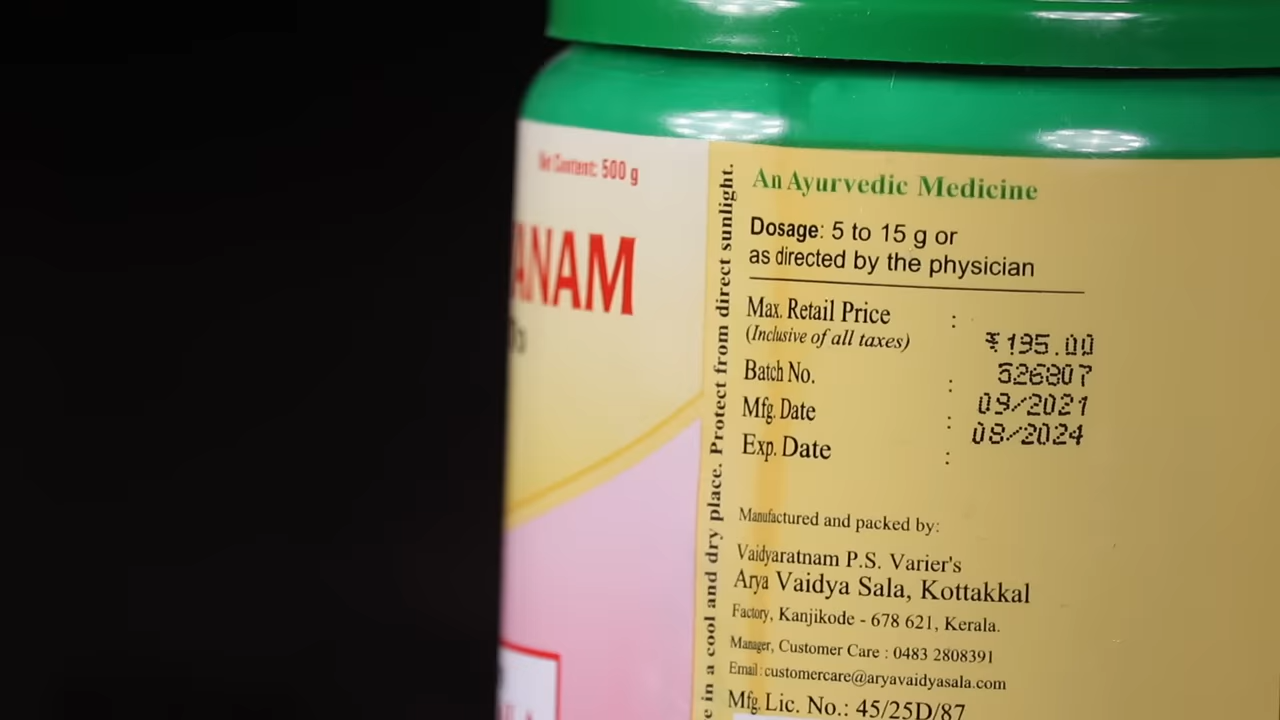 Net Content: 500 g
ANAM
An Ayurvedic Medicine
Dosage: 5 to 15 g or
as directed by the physician
Max. Retail Price :
(Inclusive of all taxes)
₹195.00
Batch No. : 526807
Mfg. Date : 09/2021
Exp. Date : 08/2024
Manufactured and packed by:
Vaidyaratnam P.S. Varier's
Arya Vaidya Sala, Kottakkal
Factory, Kanjikode - 678 621, Kerala.
Manager, Customer Care : 0483 2808391
Email : customercare@aryavaidyasala.com
Mfg. Lic. No.: 45/25D/87
in a cool and dry place. Protect from direct sunlight.